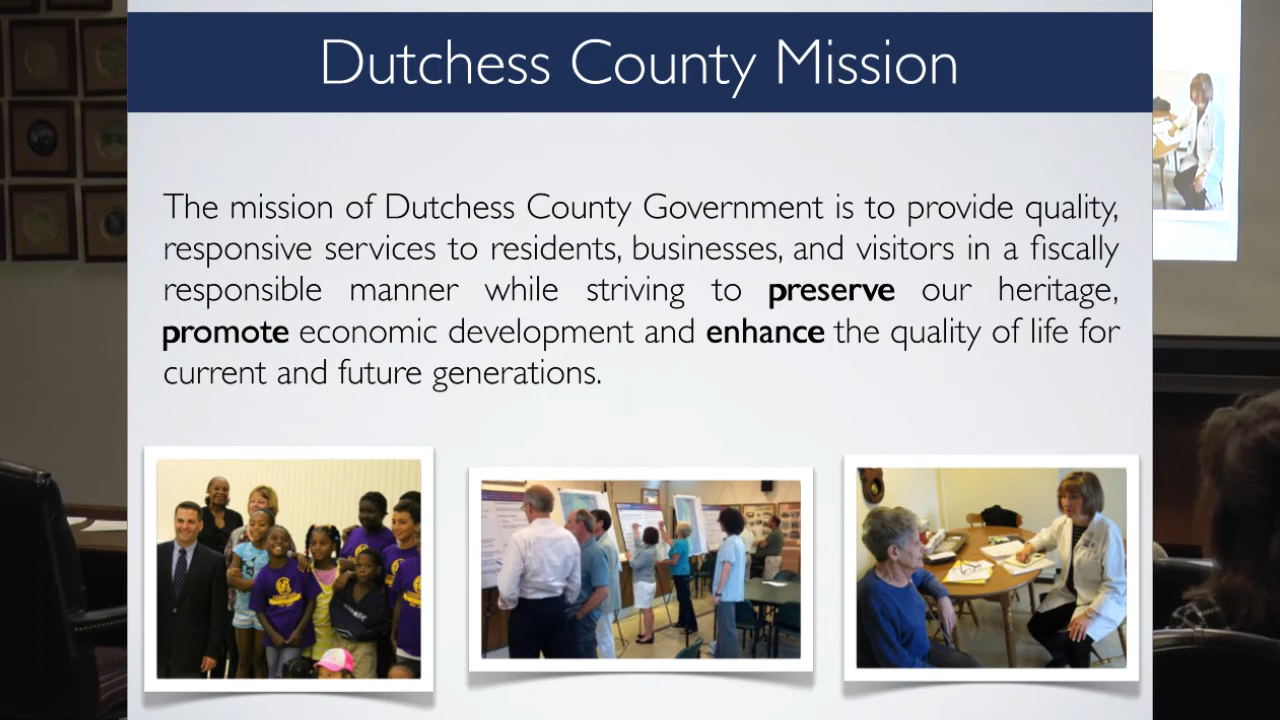 Dutchess County Mission
The mission of Dutchess County Government is to provide quality,
responsive services to residents, businesses, and visitors in a fiscally
responsible manner while striving to preserve our heritage,
promote economic development and enhance the quality of life for
current and future generations.